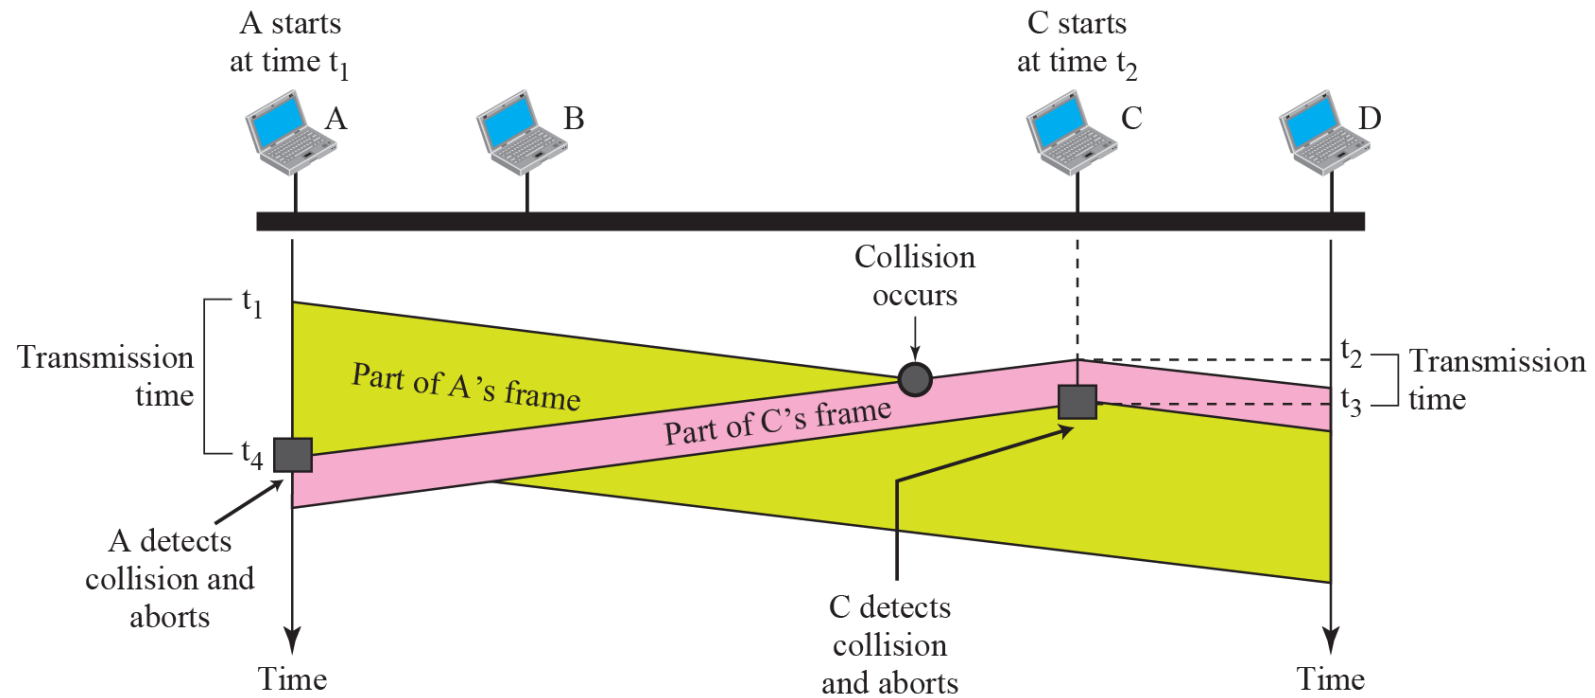 A starts
at time t₁
C starts
at time t₂
A
B
C
D
Collision
occurs
t₁
Transmission
time
t₄
Part of A's frame
Part of C's frame
t₂
t₃
Transmission
time
A detects
collision and
aborts
C detects
collision
and aborts
Time
Time